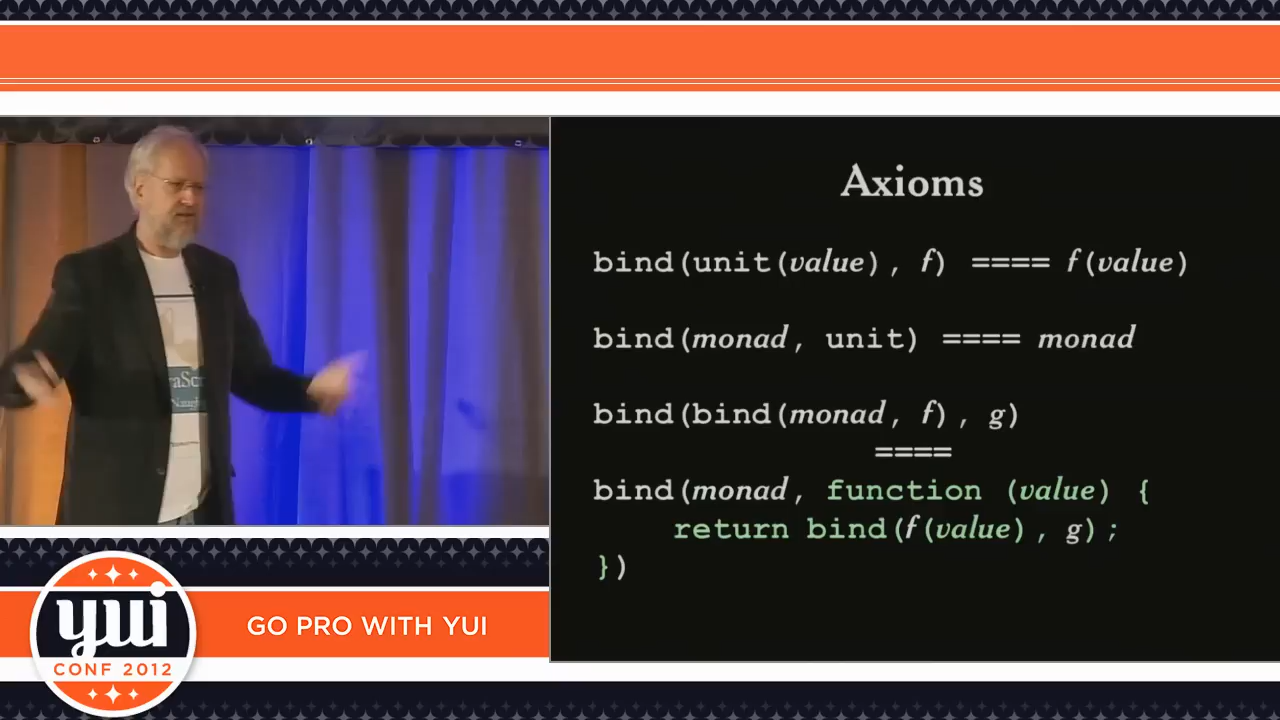 Axioms
bind(unit(value), f) ==== f(value)
bind(monad, unit) ==== monad
bind(bind(monad, f), g)
====
bind(monad, function (value) {
return bind(f(value), g);
})
yui
CONF 2012
GO PRO WITH YUI